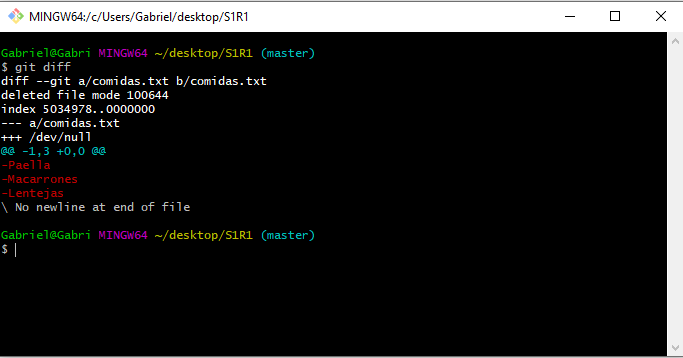 MINGW64:/c/Users/Gabriel/desktop/S1R1
Gabriel@Gabri MINGW64 ~/desktop/S1R1 (master)
$ git diff
diff --git a/comidas.txt b/comidas.txt
deleted file mode 100644
index 5034978..0000000
--- a/comidas.txt
+++ /dev/null
@@ -1,3 +0,0 @@
-Paella
-Macarrones
-Lentejas
\ No newline at end of file
Gabriel@Gabri MINGW64 ~/desktop/S1R1 (master)
$